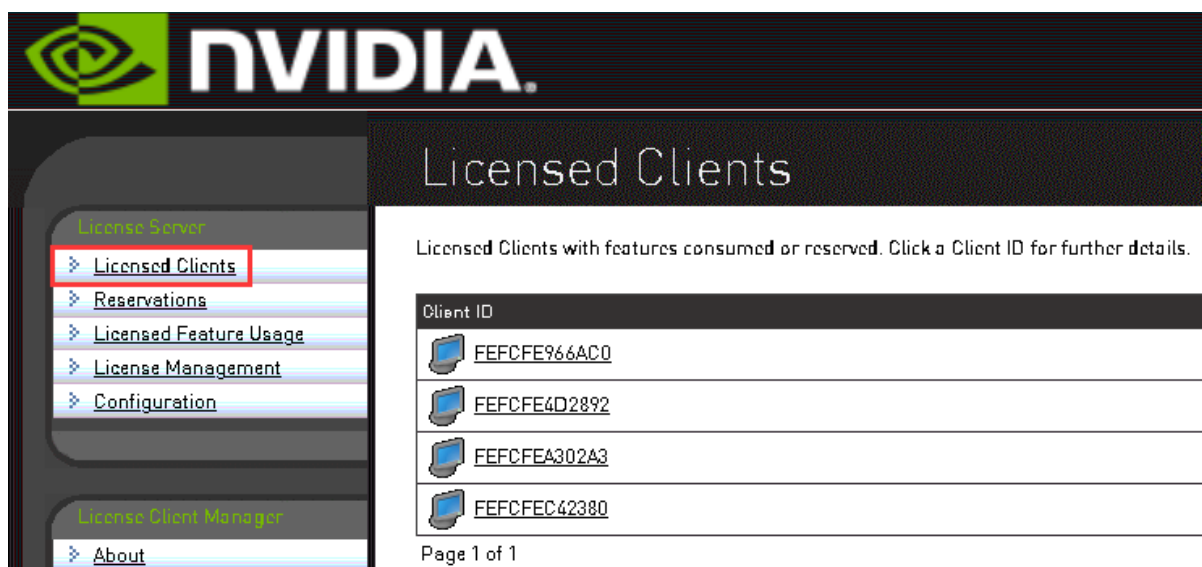 NVIDIA.
Licensed Clients
License Server
Licensed Clients
Reservations
Licensed Feature Usage
License Management
Configuration
License Client Manager
About
Licensed Clients with features consumed or reserved. Click a Client ID for further details.
Client ID
FEFCFE966AC0
FEFCFE4D2892
FEFCFEA302A3
FEFCFEC42380
Page 1 of 1